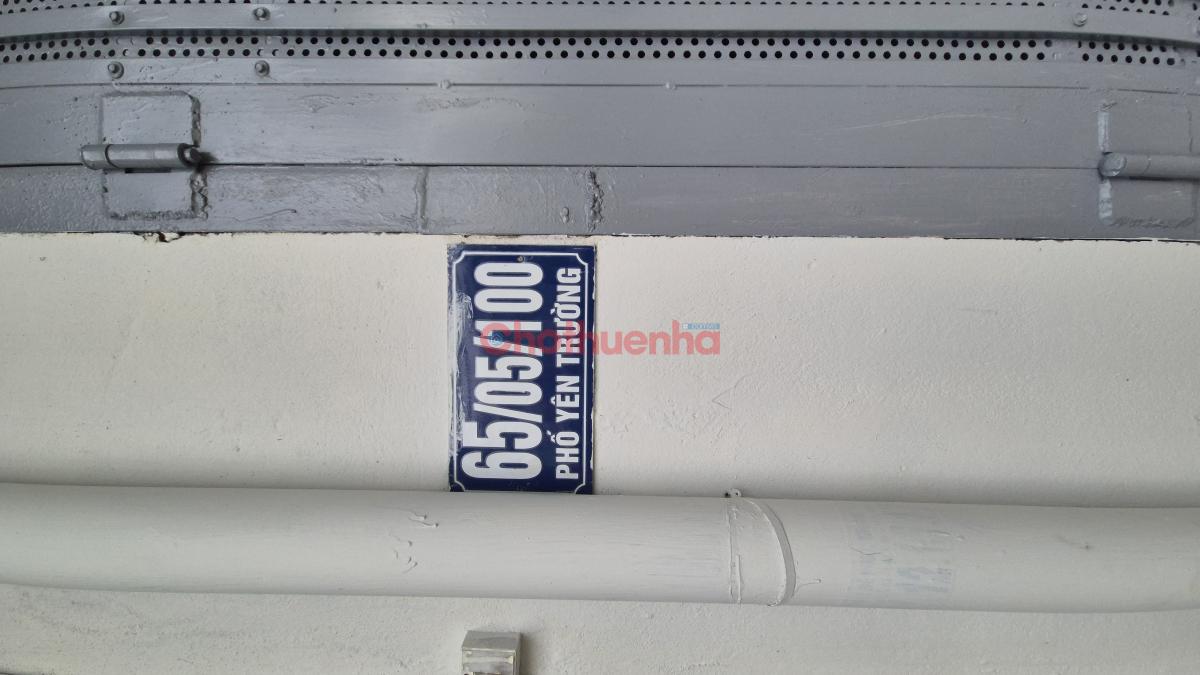 65/05/100
PHỐ YÊN TRƯỜNG
Chothuenha